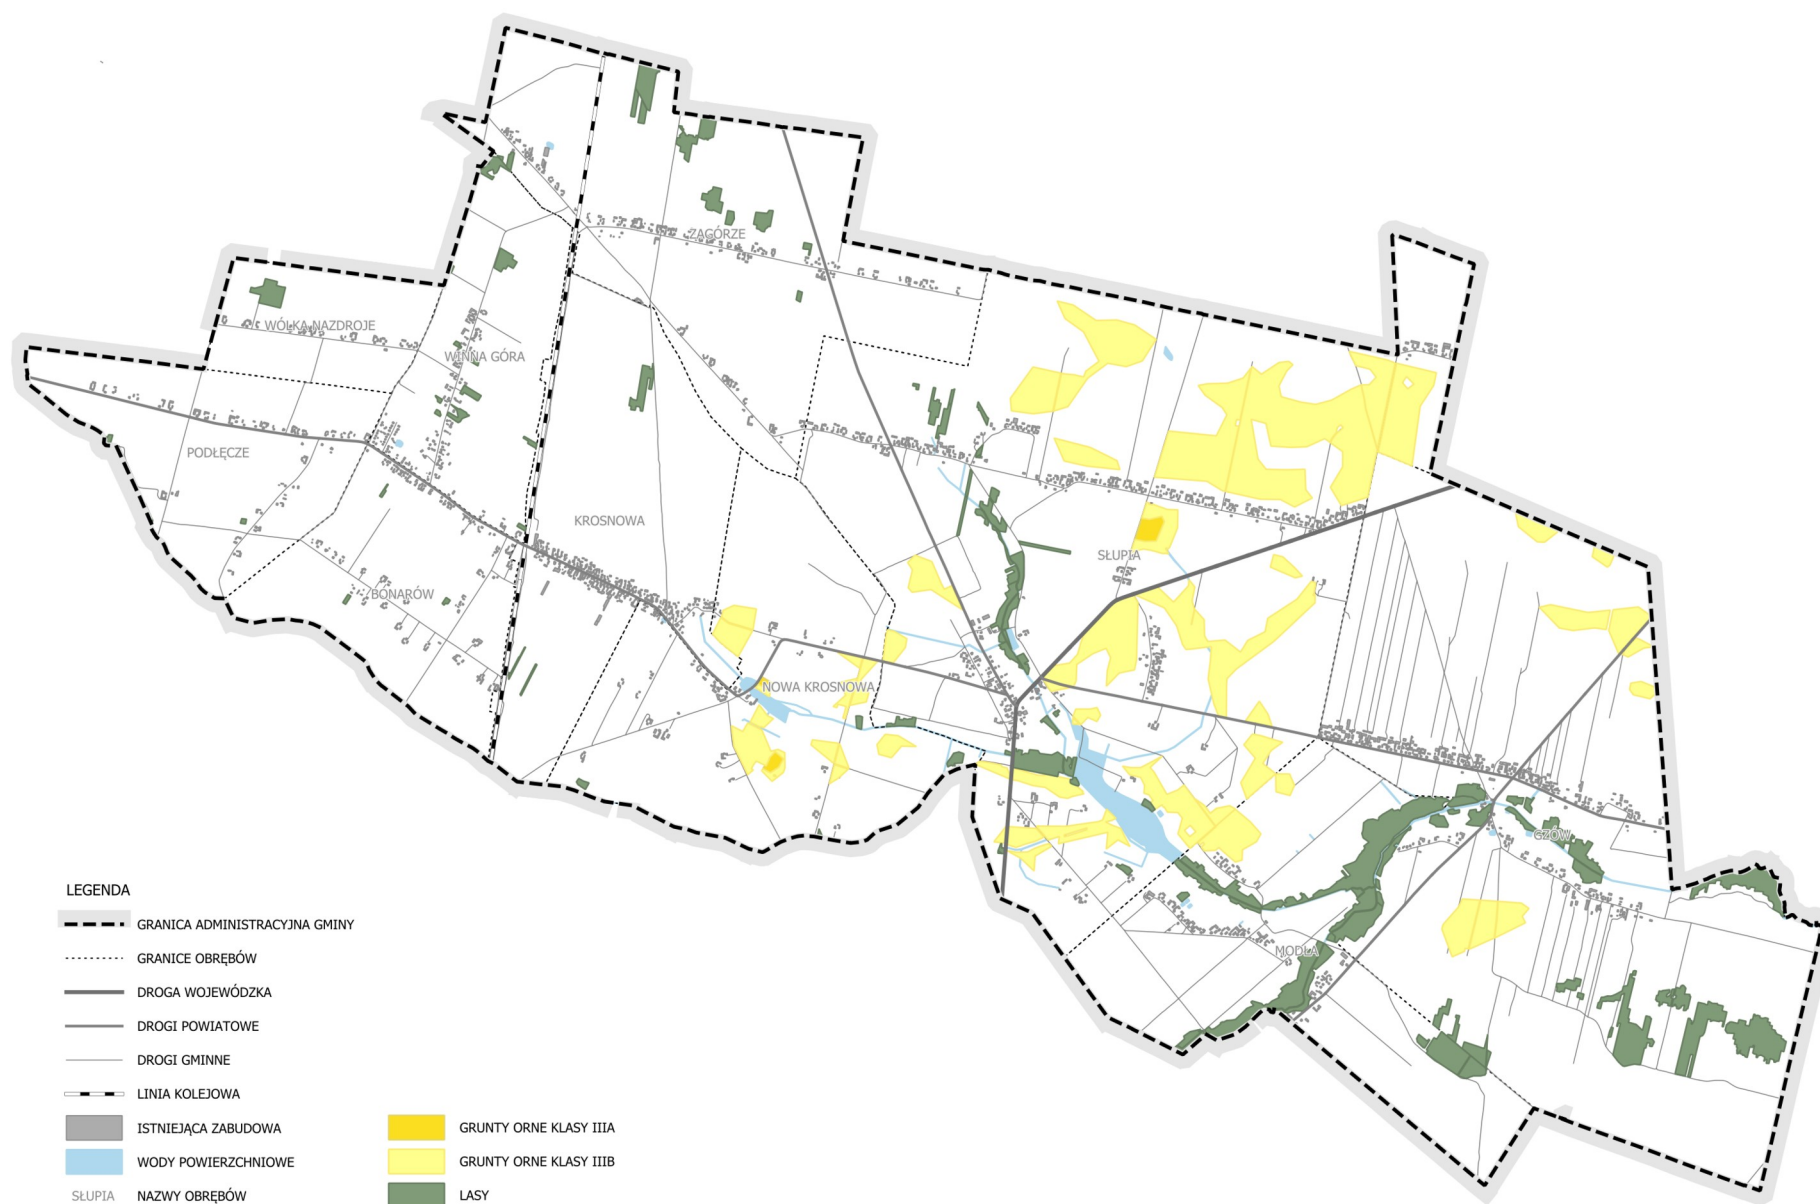 ZAGÓRZE
WÓLKA NAZDROJE
WINNA GÓRA
PODŁĘCZE
KROSNOWA
SŁUPIA
BONARÓW
NOWA KROSNOWA
GZÓW
MODŁA
LEGENDA
GRANICA ADMINISTRACYJNA GMINY
GRANICE OBRĘBÓW
DROGA WOJEWÓDZKA
DROGI POWIATOWE
DROGI GMINNE
LINIA KOLEJOWA
ISTNIEJĄCA ZABUDOWA
WODY POWIERZCHNIOWE
SŁUPIA NAZWY OBRĘBÓW
GRUNTY ORNE KLASY IIIA
GRUNTY ORNE KLASY IIIB
LASY